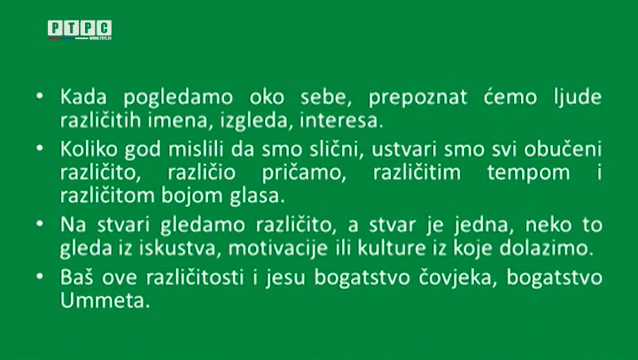 РТРС
• Kada pogledamo oko sebe, prepoznat ćemo ljude
različitih imena, izgleda, interesa.
• Koliko god mislili da smo slični, ustvari smo svi obučeni
različito, različio pričamo, različitim tempom i
različitom bojom glasa.
• Na stvari gledamo različito, a stvar je jedna, neko to
gleda iz iskustva, motivacije ili kulture iz koje dolazimo.
• Baš ove različitosti i jesu bogatstvo čovjeka, bogatstvo
Ummeta.